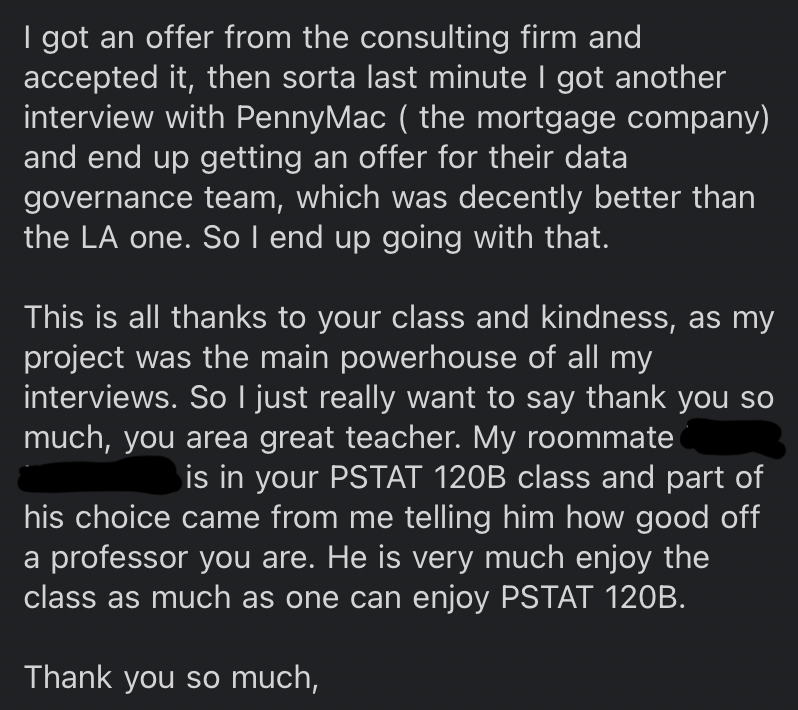 I got an offer from the consulting firm and
accepted it, then sorta last minute I got another
interview with PennyMac ( the mortgage company)
and end up getting an offer for their data
governance team, which was decently better than
the LA one. So I end up going with that.
This is all thanks to your class and kindness, as my
project was the main powerhouse of all my
interviews. So I just really want to say thank you so
much, you area great teacher. My roommate
is in your PSTAT 120B class and part of
his choice came from me telling him how good off
a professor you are. He is very much enjoy the
class as much as one can enjoy PSTAT 120B.
Thank you so much,